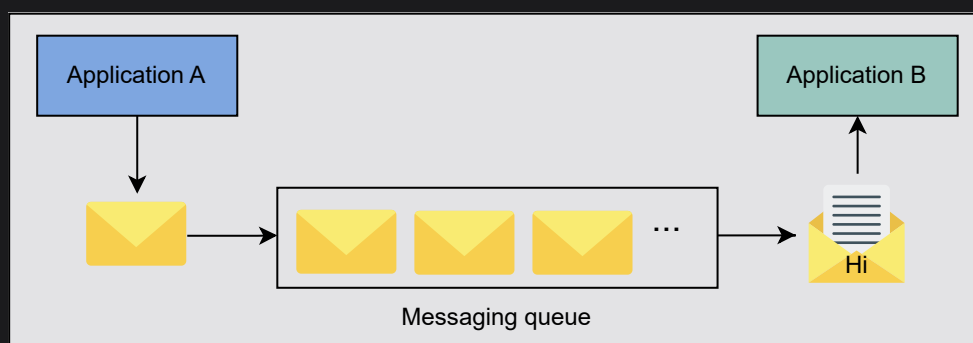 Application A
Application B
...
Hi
Messaging queue